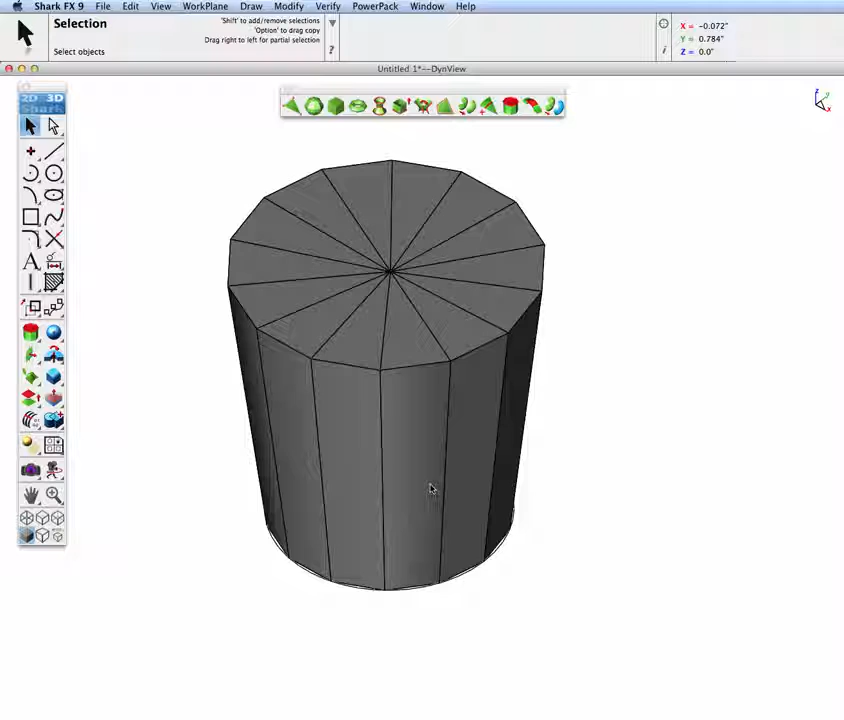 Shark FX 9 File Edit View WorkPlane Draw Modify Verify PowerPack Window Help
Selection
'Shift' to add/remove selections
'Option' to drag copy
Drag right to left for partial selection
Select objects
?
i
X = -0.072"
Y = 0.784"
Z = 0.0"
Untitled 1*--DynView
2D 3D
Shark
A
z
y
x